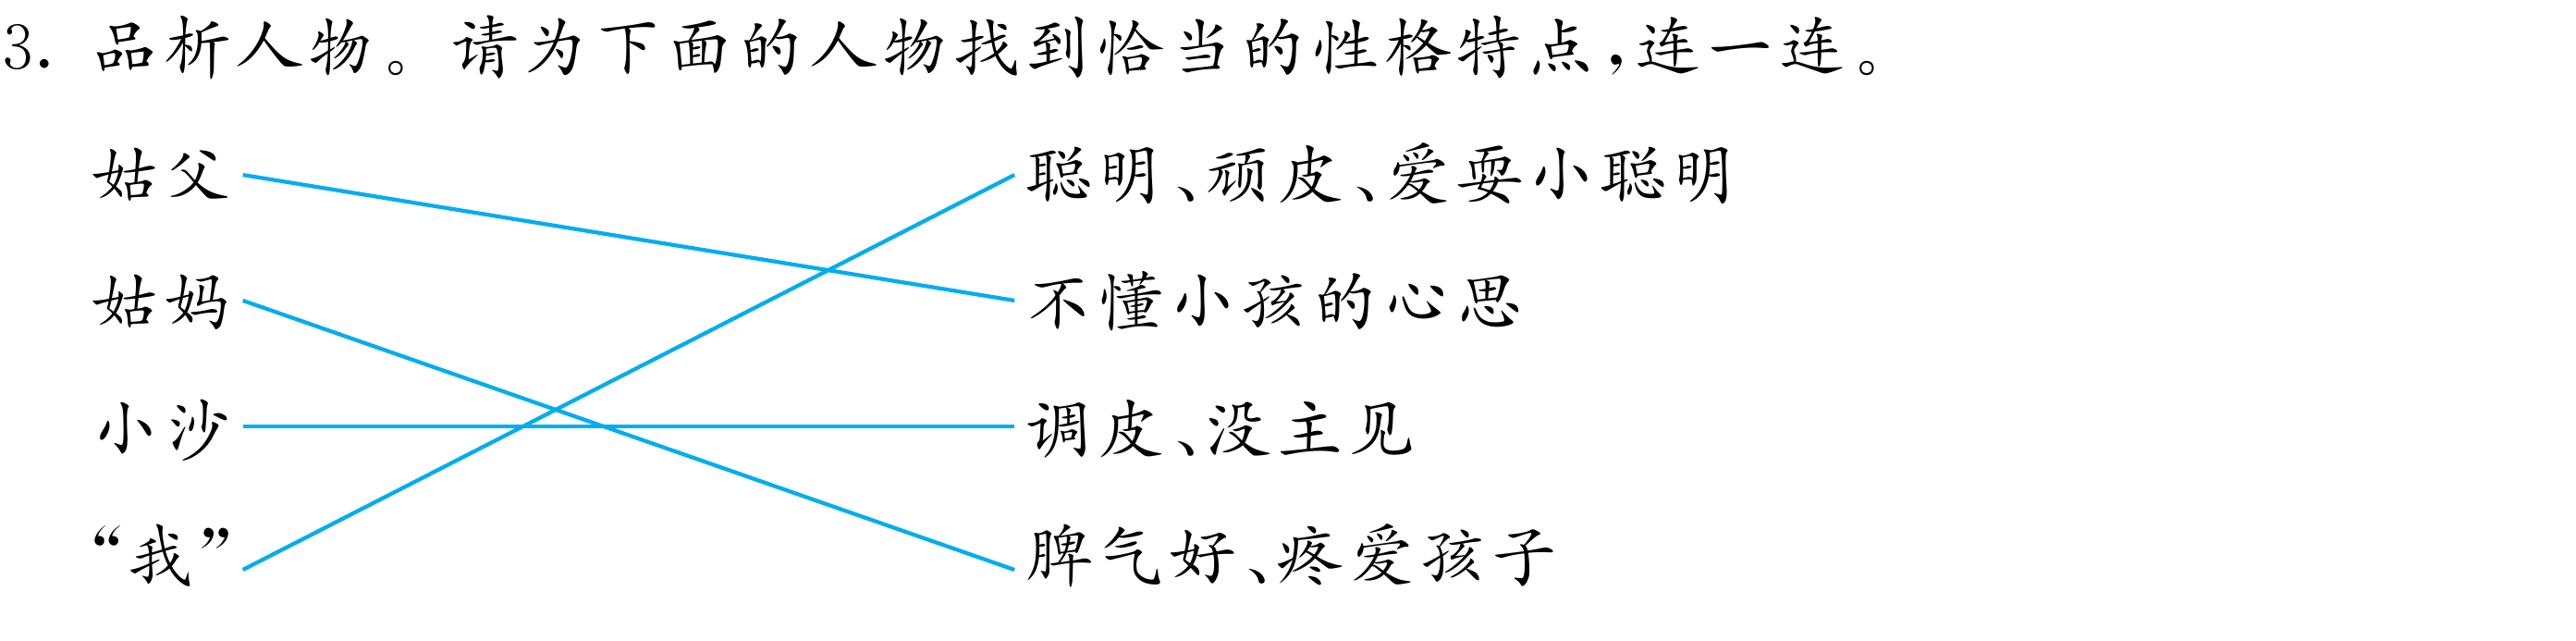 3. 品析人物。请为下面的人物找到恰当的性格特点,连一连。
姑父 聪明、顽皮、爱耍小聪明
姑妈 不懂小孩的心思
小沙 调皮、没主见
“我” 脾气好、疼爱孩子